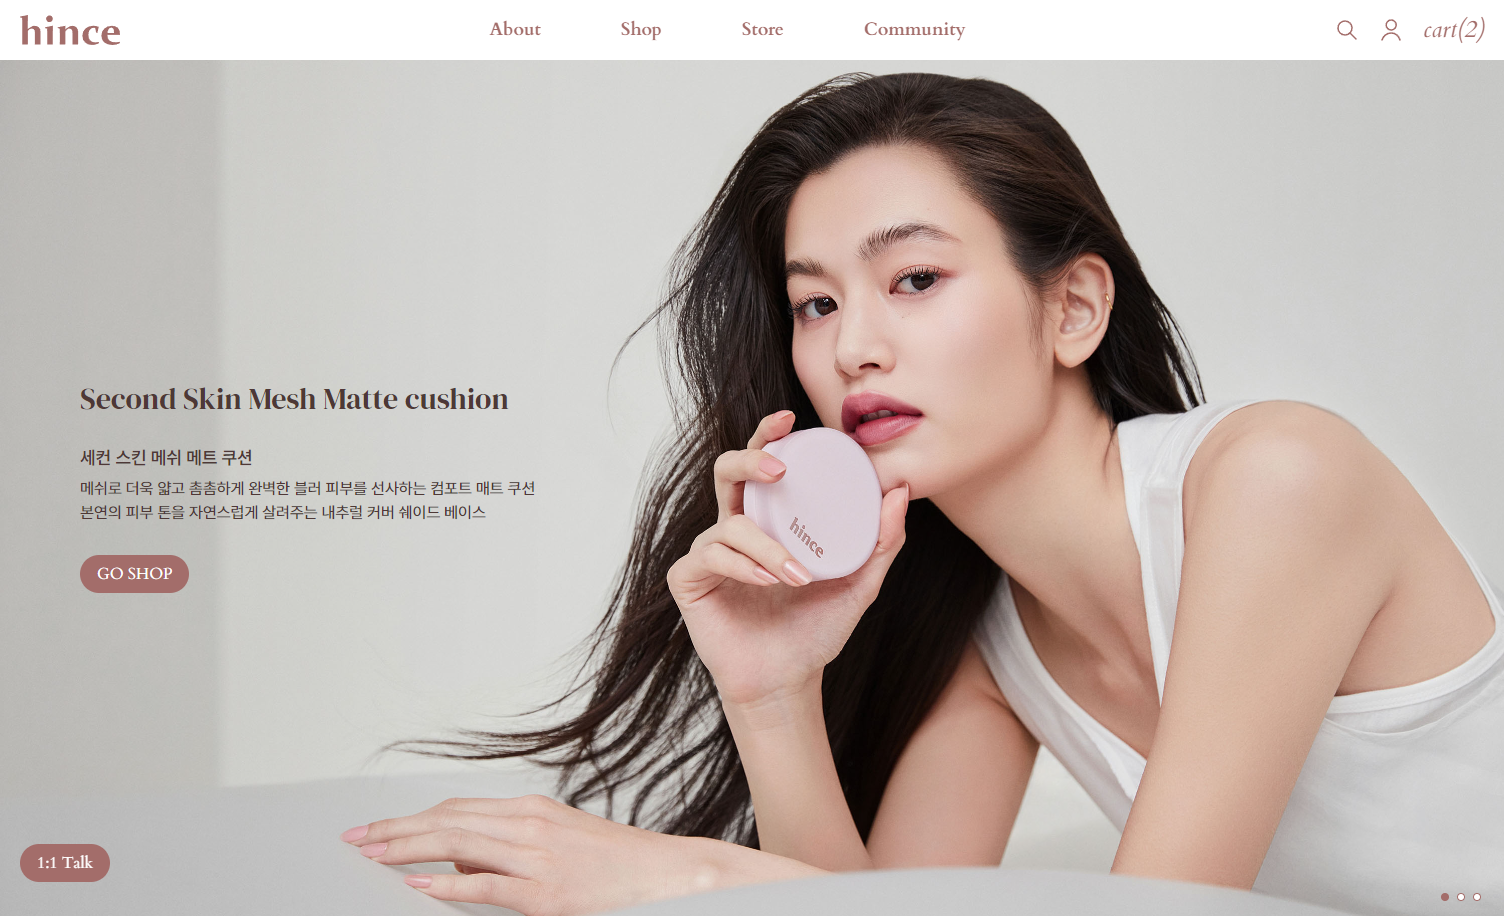 hince
About
Shop
Store
Community
cart(2)
Second Skin Mesh Matte cushion
세컨 스킨 메쉬 메트 쿠션
메쉬로 더욱 얇고 촘촘하게 완벽한 블러 피부를 선사하는 컴포트 매트 쿠션
본연의 피부 톤을 자연스럽게 살려주는 내추럴 커버 쉐이드 베이스
GO SHOP
hince
1:1 Talk